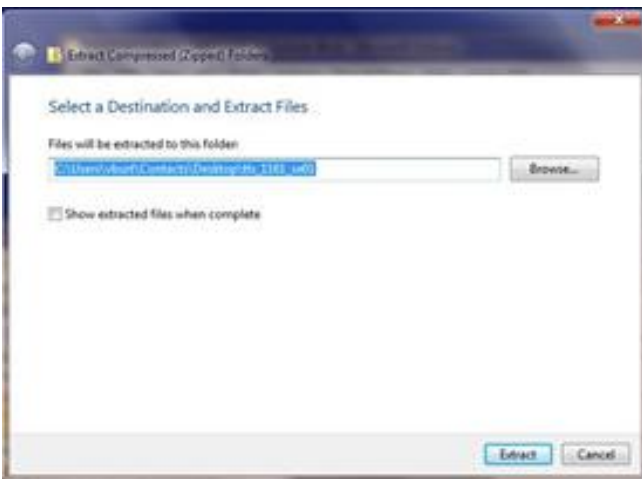 Extract Compressed (Zipped) Folders
Select a Destination and Extract Files
Files will be extracted to this folder:
Browse...
Show extracted files when complete
Extract
Cancel